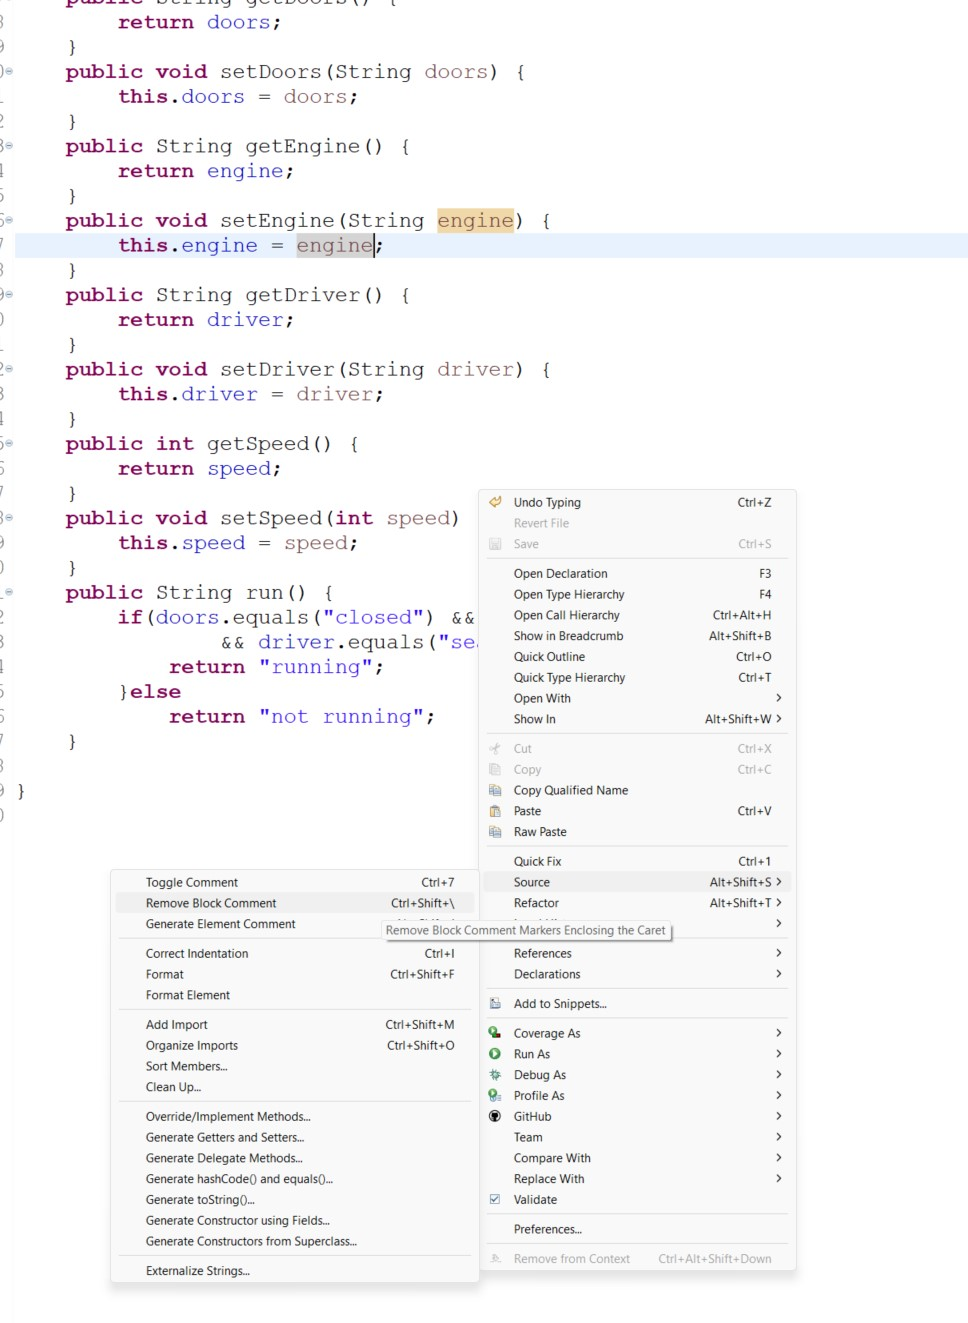 public String getDoors() {
return doors;
}
public void setDoors(String doors) {
this.doors = doors;
}
public String getEngine() {
return engine;
}
public void setEngine(String engine) {
this.engine = engine;
}
public String getDriver() {
return driver;
}
public void setDriver(String driver) {
this.driver = driver;
}
public int getSpeed() {
return speed;
}
public void setSpeed(int speed)
this.speed = speed;
}
public String run() {
if(doors.equals("closed") &&
&& driver.equals("sea
return "running";
}else
return "not running";
}
}
Undo Typing Ctrl+Z
Revert File
Save Ctrl+S
Open Declaration F3
Open Type Hierarchy F4
Open Call Hierarchy Ctrl+Alt+H
Show in Breadcrumb Alt+Shift+B
Quick Outline Ctrl+O
Quick Type Hierarchy Ctrl+T
Open With
Show In Alt+Shift+W
Cut Ctrl+X
Copy Ctrl+C
Copy Qualified Name
Paste Ctrl+V
Raw Paste
Quick Fix Ctrl+1
Source Alt+Shift+S
Refactor Alt+Shift+T
References
Declarations
Add to Snippets...
Coverage As
Run As
Debug As
Profile As
GitHub
Team
Compare With
Replace With
Validate
Preferences...
Remove from Context Ctrl+Alt+Shift+Down
Toggle Comment Ctrl+7
Remove Block Comment Ctrl+Shift+\
Generate Element Comment
Remove Block Comment Markers Enclosing the Caret
Correct Indentation Ctrl+I
Format Ctrl+Shift+F
Format Element
Add Import Ctrl+Shift+M
Organize Imports Ctrl+Shift+O
Sort Members...
Clean Up...
Override/Implement Methods...
Generate Getters and Setters...
Generate Delegate Methods...
Generate hashCode() and equals()...
Generate toString()...
Generate Constructor using Fields...
Generate Constructors from Superclass...
Externalize Strings...